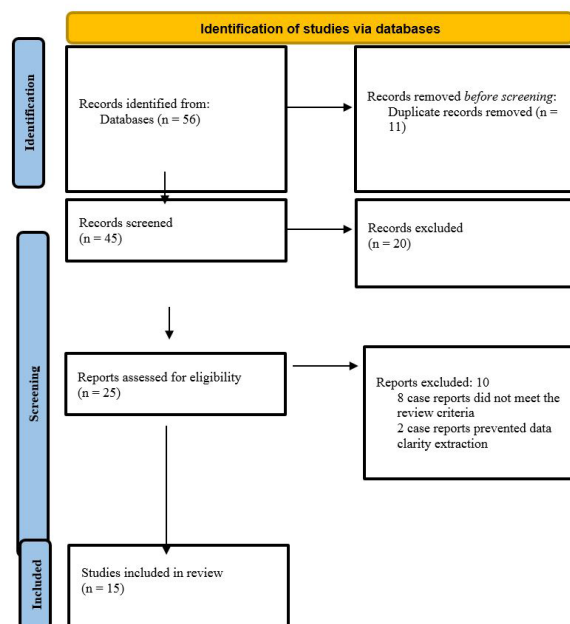 Identification of studies via databases
Identification
Records identified from:
Databases (n = 56)
Records removed before screening:
Duplicate records removed (n =
11)
Screening
Records screened
(n = 45)
Records excluded
(n = 20)
Reports assessed for eligibility
(n = 25)
Reports excluded: 10
8 case reports did not meet the
review criteria
2 case reports prevented data
clarity extraction
Included
Studies included in review
(n = 15)